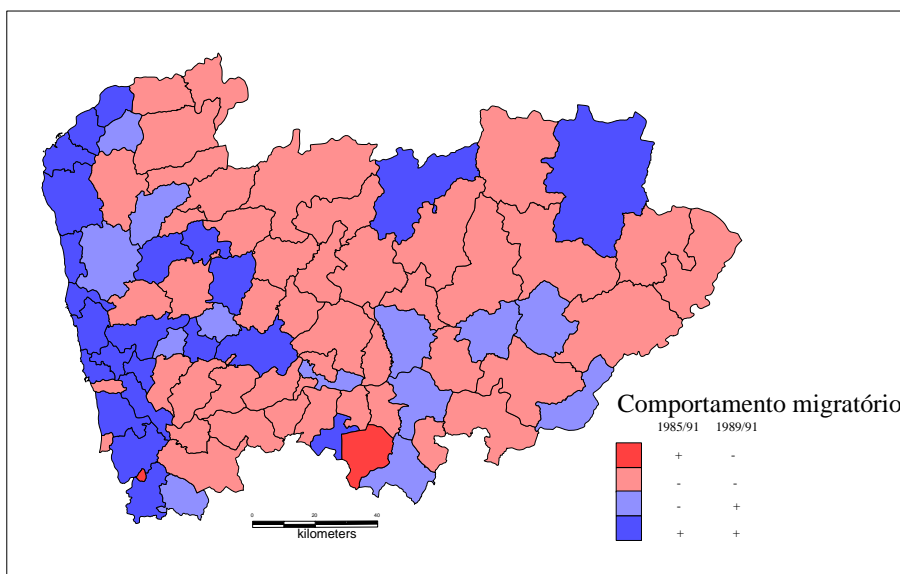 Comportamento migratório
1985/91 1989/91
+ -
- -
- +
+ +
0 20 40
kilometers